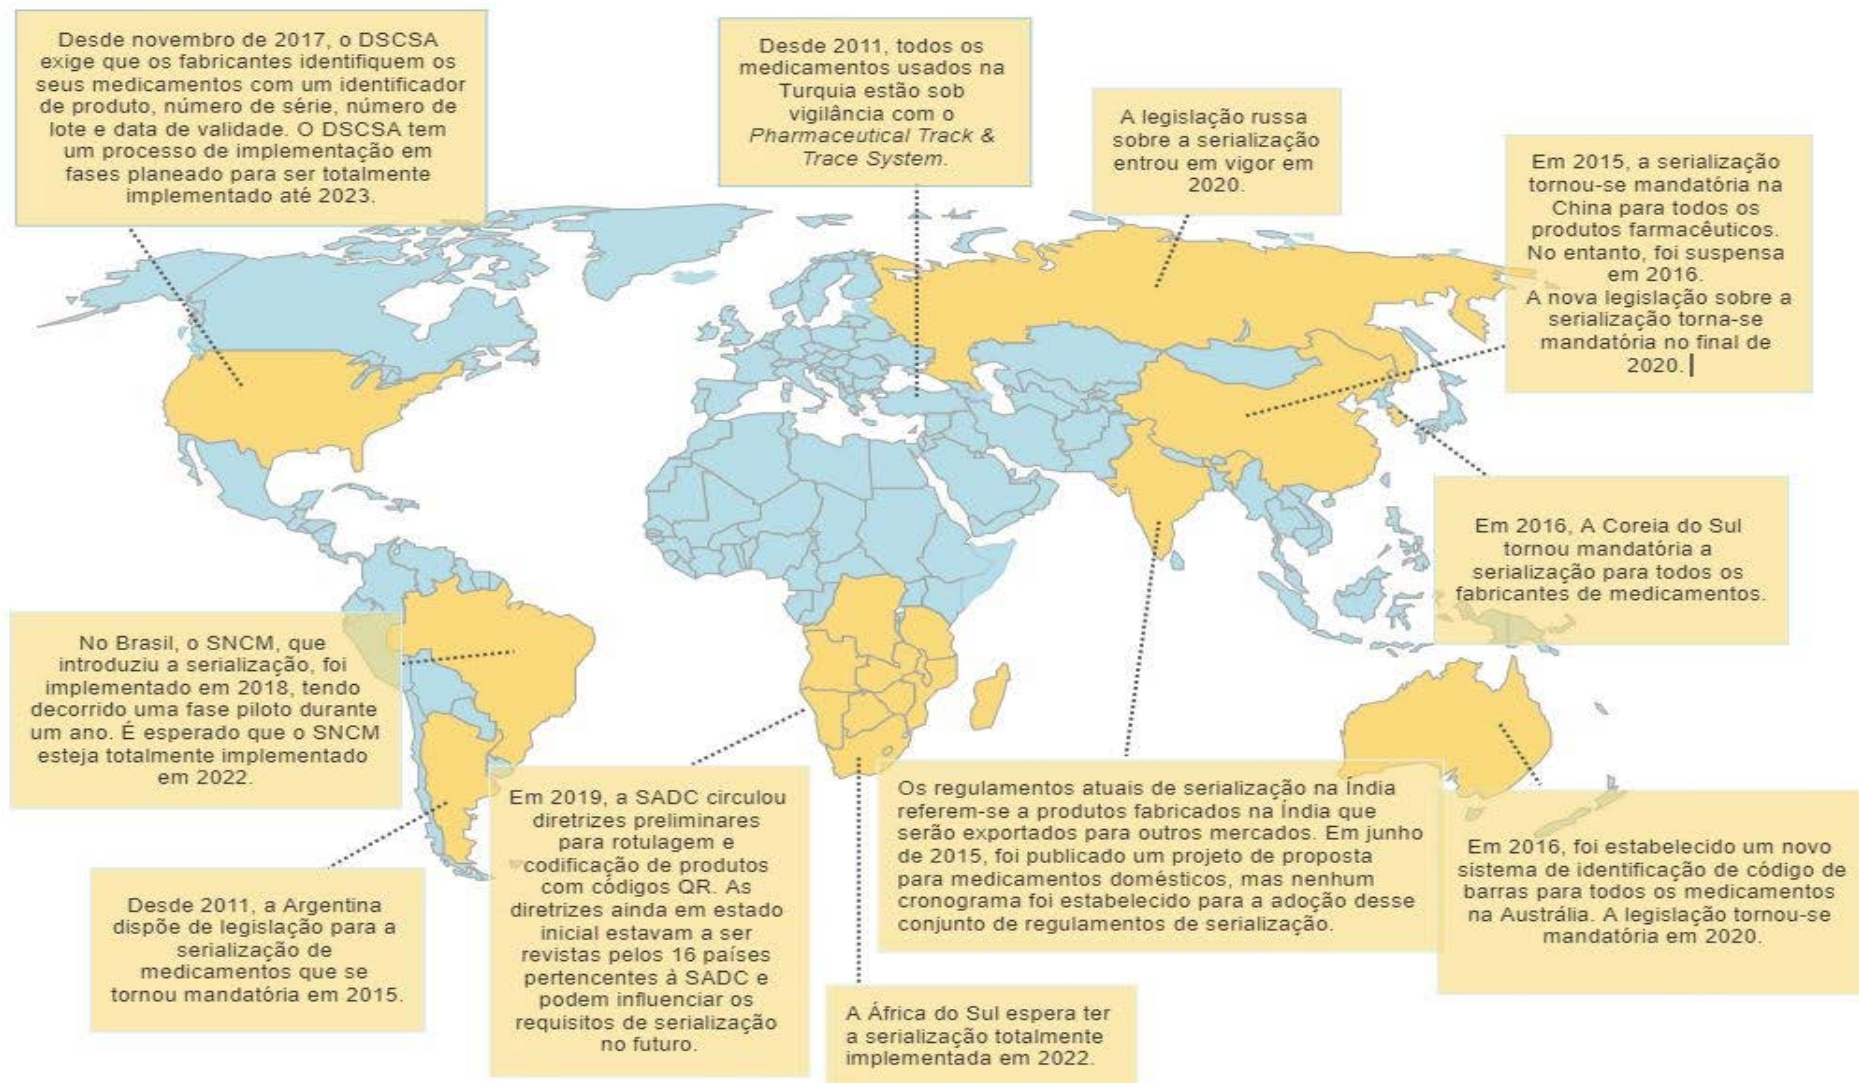 Desde novembro de 2017, o DSCSA
exige que os fabricantes identifiquem os
seus medicamentos com um identificador
de produto, número de série, número de
lote e data de validade. O DSCSA tem
um processo de implementação em
fases planeado para ser totalmente
implementado até 2023.
Desde 2011, todos os
medicamentos usados na
Turquia estão sob
vigilância com o
Pharmaceutical Track &
Trace System.
A legislação russa
sobre a serialização
entrou em vigor em
2020.
Em 2015, a serialização
tornou-se mandatória na
China para todos os
produtos farmacêuticos.
No entanto, foi suspensa
em 2016.
A nova legislação sobre a
serialização torna-se
mandatória no final de
2020.
Em 2016, A Coreia do Sul
tornou mandatória a
serialização para todos os
fabricantes de medicamentos.
No Brasil, o SNCM, que
introduziu a serialização, foi
implementado em 2018, tendo
decorrido uma fase piloto durante
um ano. É esperado que o SNCM
esteja totalmente implementado
em 2022.
Desde 2011, a Argentina
dispõe de legislação para a
serialização de
medicamentos que se
tornou mandatória em 2015.
Em 2019, a SADC circulou
diretrizes preliminares
para rotulagem e
codificação de produtos
com códigos QR. As
diretrizes ainda em estado
inicial estavam a ser
revistas pelos 16 países
pertencentes à SADC e
podem influenciar os
requisitos de serialização
no futuro.
A África do Sul espera ter
a serialização totalmente
implementada em 2022.
Os regulamentos atuais de serialização na Índia
referem-se a produtos fabricados na Índia que
serão exportados para outros mercados. Em junho
de 2015, foi publicado um projeto de proposta
para medicamentos domésticos, mas nenhum
cronograma foi estabelecido para a adoção desse
conjunto de regulamentos de serialização.
Em 2016, foi estabelecido um novo
sistema de identificação de código de
barras para todos os medicamentos
na Austrália. A legislação tornou-se
mandatória em 2020.